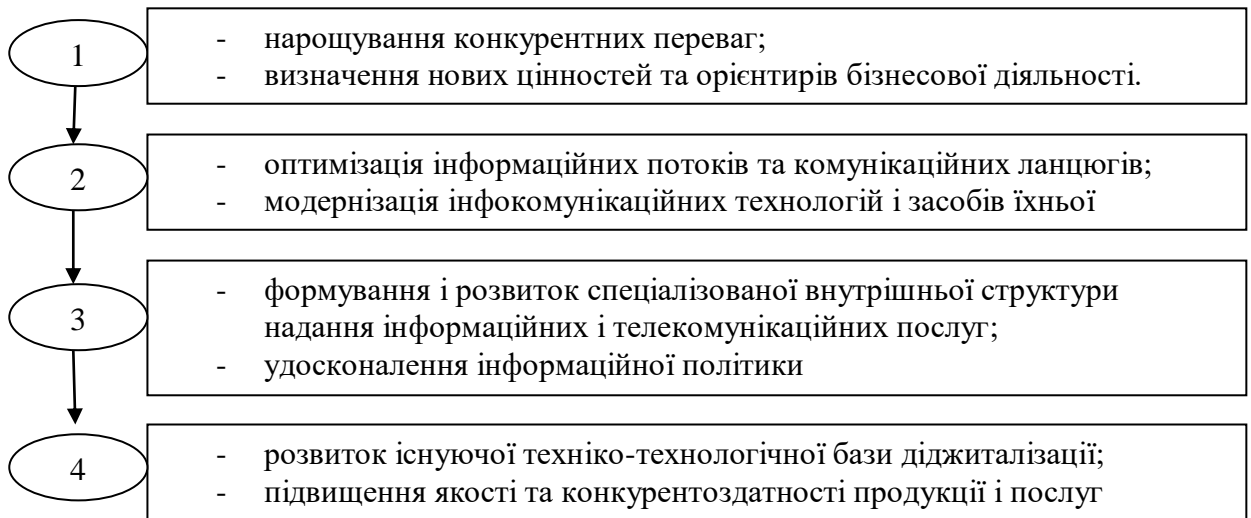 1
- нарощування конкурентних переваг;
- визначення нових цінностей та орієнтирів бізнесової діяльності.
2
- оптимізація інформаційних потоків та комунікаційних ланцюгів;
- модернізація інфокомунікаційних технологій і засобів їхньої
3
- формування і розвиток спеціалізованої внутрішньої структури
надання інформаційних і телекомунікаційних послуг;
- удосконалення інформаційної політики
4
- розвиток існуючої техніко-технологічної бази діджиталізації;
- підвищення якості та конкурентоздатності продукції і послуг